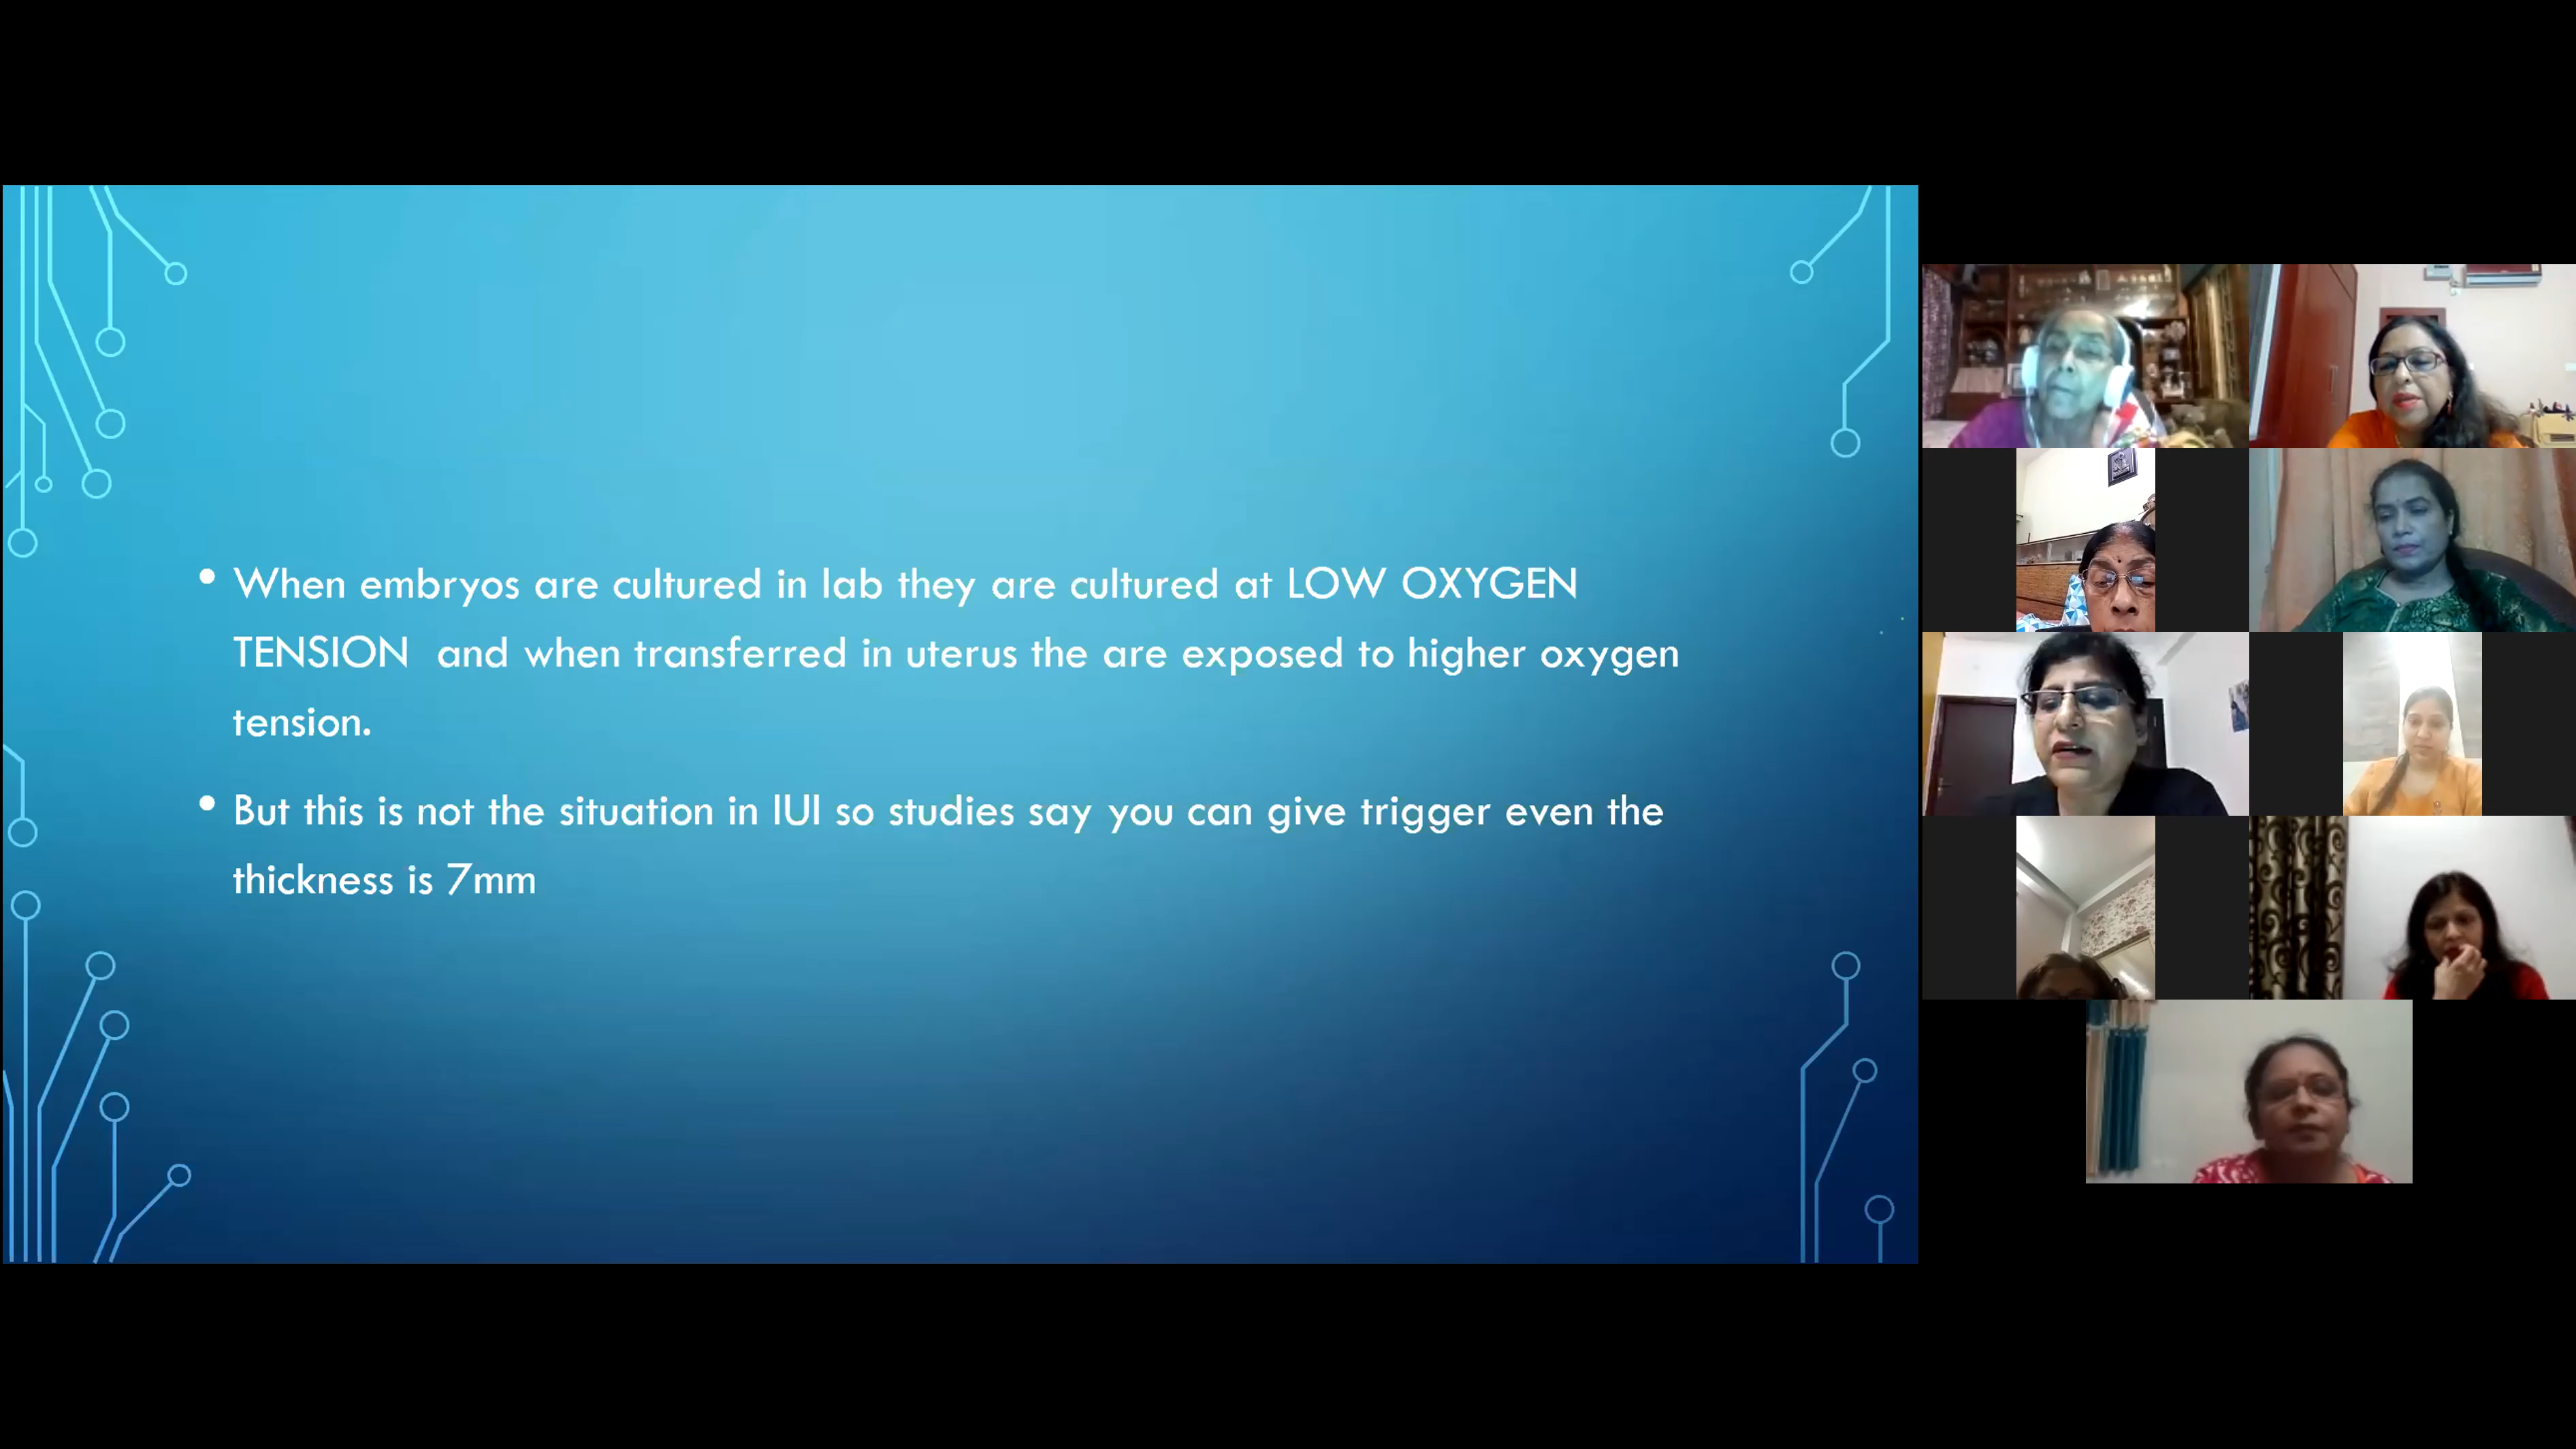 • When embryos are cultured in lab they are cultured at LOW OXYGEN
TENSION  and when transferred in uterus the are exposed to higher oxygen
tension.
• But this is not the situation in IUI so studies say you can give trigger even the
thickness is 7mm